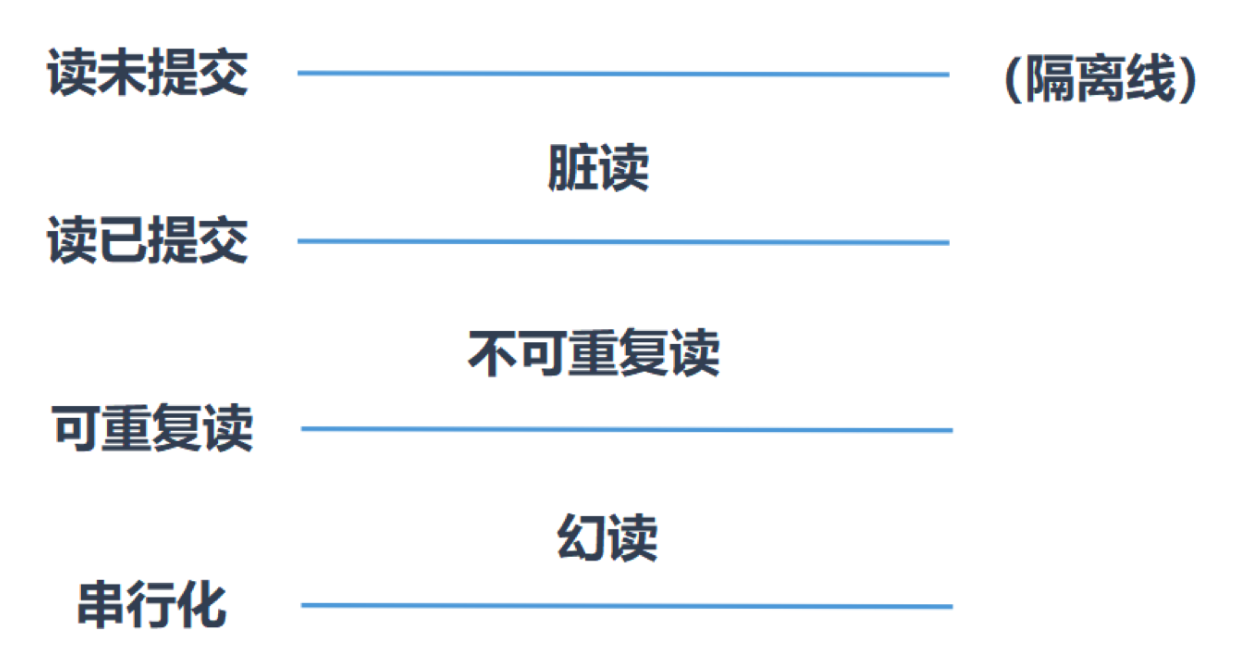 读未提交 (隔离线)
脏读
读已提交
不可重复读
可重复读
幻读
串行化